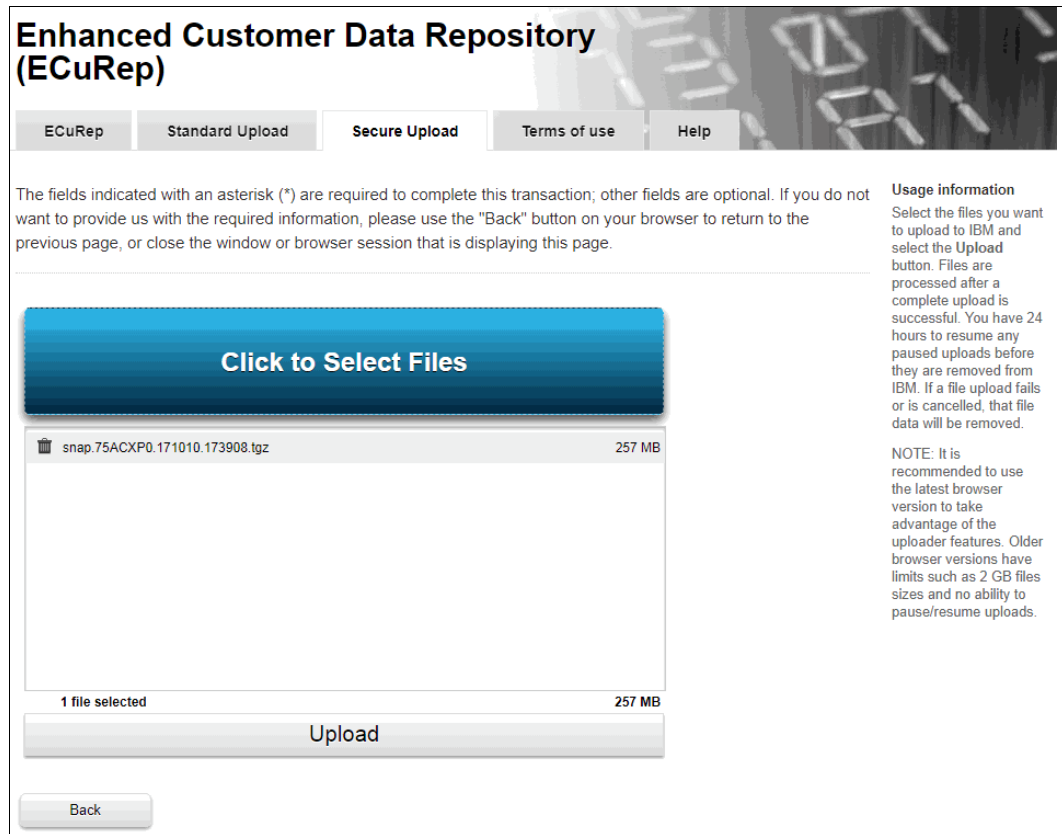 Enhanced Customer Data Repository
(ECuRep)
ECuRep
Standard Upload
Secure Upload
Terms of use
Help
The fields indicated with an asterisk (*) are required to complete this transaction; other fields are optional. If you do not
want to provide us with the required information, please use the "Back" button on your browser to return to the
previous page, or close the window or browser session that is displaying this page.
Click to Select Files
snap.75ACXP0.171010.173908.tgz 257 MB
1 file selected 257 MB
Upload
Back
Usage information
Select the files you want
to upload to IBM and
select the Upload
button. Files are
processed after a
complete upload is
successful. You have 24
hours to resume any
paused uploads before
they are removed from
IBM. If a file upload fails
or is cancelled, that file
data will be removed.
NOTE: It is
recommended to use
the latest browser
version to take
advantage of the
uploader features. Older
browser versions have
limits such as 2 GB files
sizes and no ability to
pause/resume uploads.